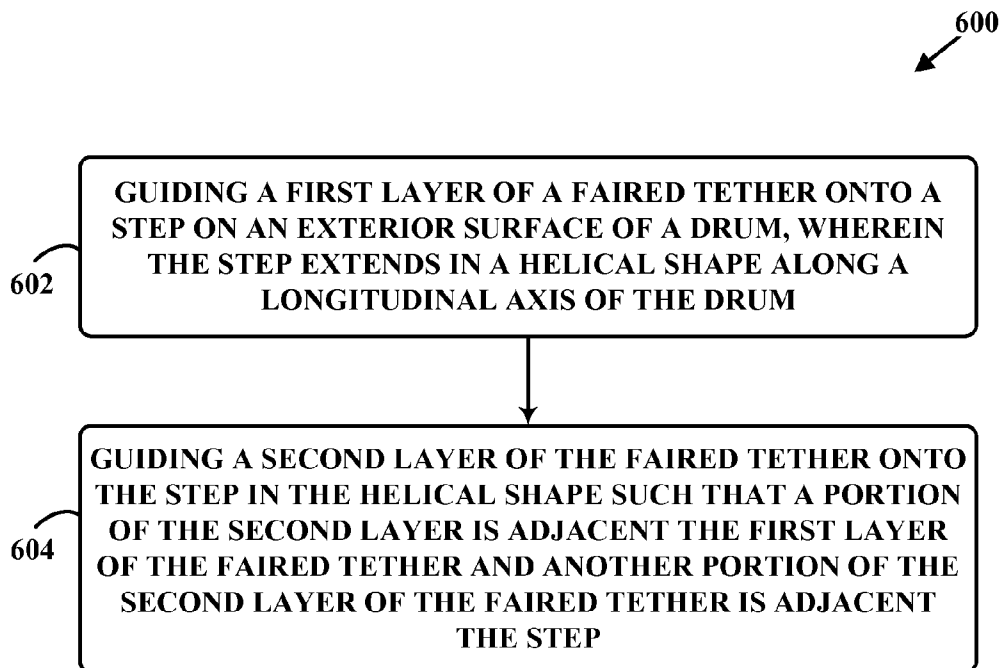 600
GUIDING A FIRST LAYER OF A FAIRED TETHER ONTO A
STEP ON AN EXTERIOR SURFACE OF A DRUM, WHEREIN
THE STEP EXTENDS IN A HELICAL SHAPE ALONG A
LONGITUDINAL AXIS OF THE DRUM
602
GUIDING A SECOND LAYER OF THE FAIRED TETHER ONTO
THE STEP IN THE HELICAL SHAPE SUCH THAT A PORTION
OF THE SECOND LAYER IS ADJACENT THE FIRST LAYER
OF THE FAIRED TETHER AND ANOTHER PORTION OF THE
SECOND LAYER OF THE FAIRED TETHER IS ADJACENT
THE STEP
604